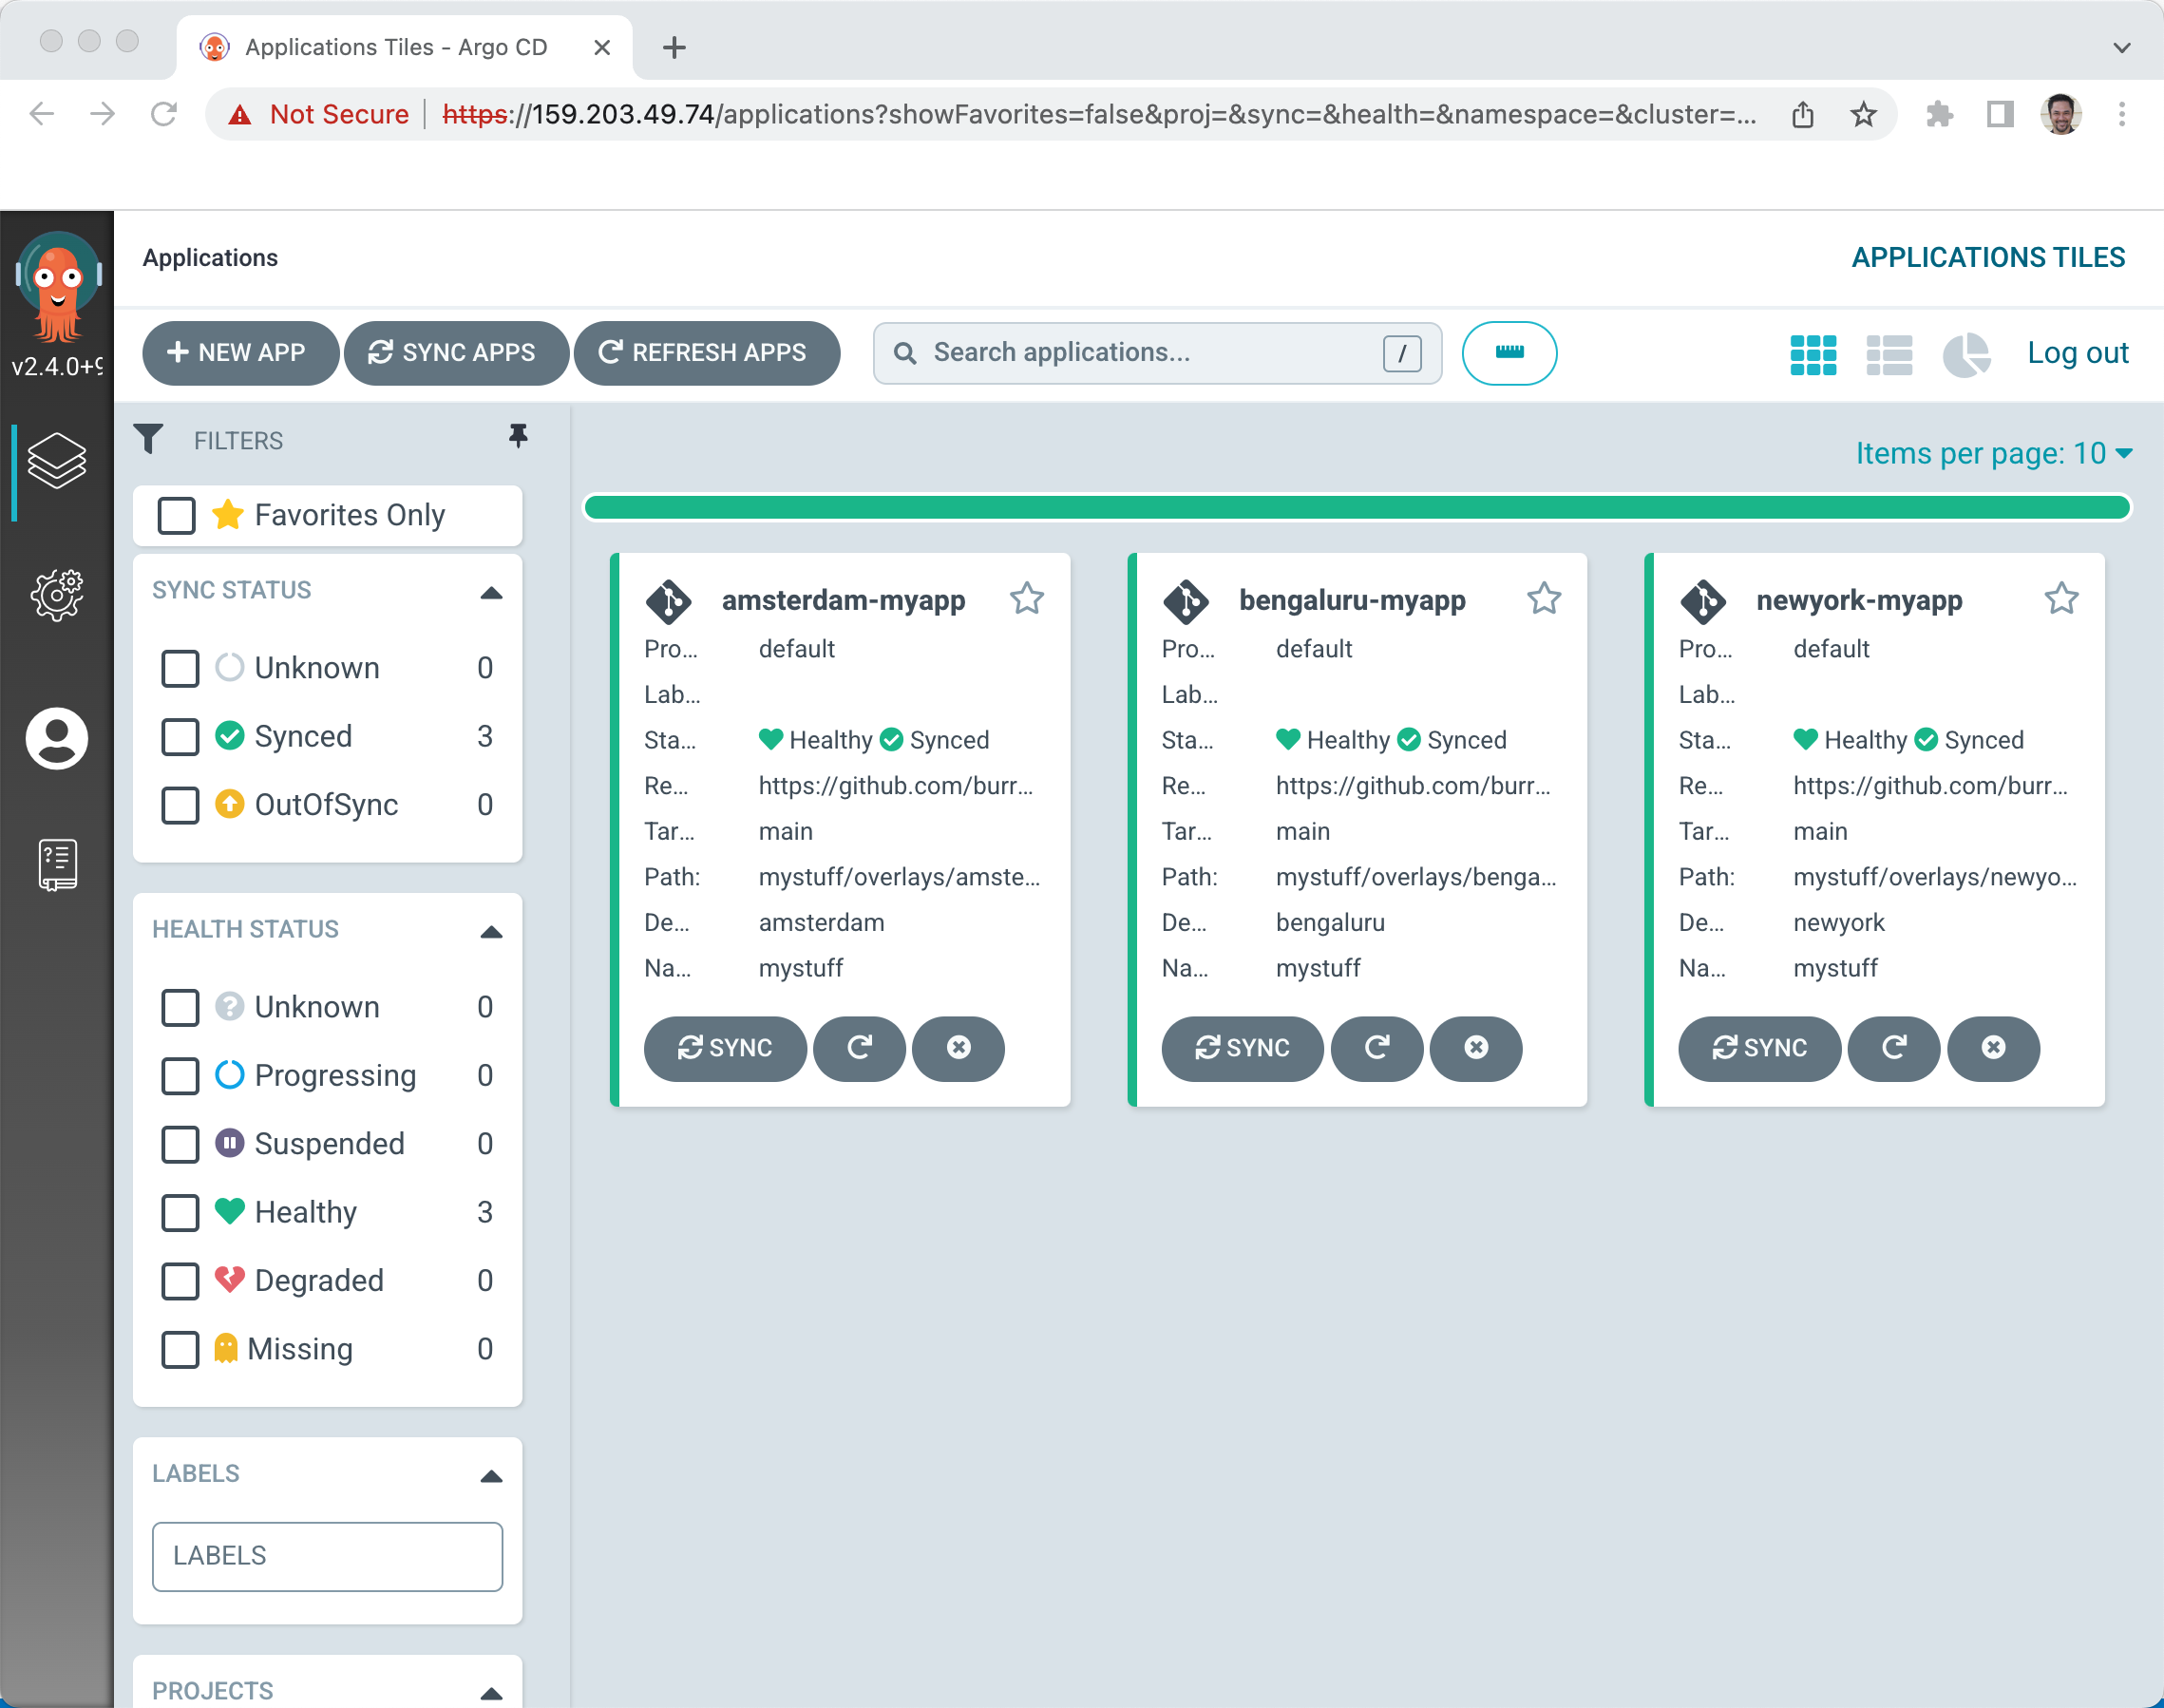 Applications Tiles - Argo CD
Not Secure https://159.203.49.74/applications?showFavorites=false&proj=&sync=&health=&namespace=&cluster=...
Applications
APPLICATIONS TILES
v2.4.0+9
NEW APP
SYNC APPS
REFRESH APPS
Search applications...
/
Log out
FILTERS
Items per page: 10
Favorites Only
SYNC STATUS
Unknown 0
Synced 3
OutOfSync 0
HEALTH STATUS
Unknown 0
Progressing 0
Suspended 0
Healthy 3
Degraded 0
Missing 0
LABELS
LABELS
PROJECTS
amsterdam-myapp
Pro... default
Lab...
Sta... Healthy Synced
Re... https://github.com/burr...
Tar... main
Path: mystuff/overlays/amste...
De... amsterdam
Na... mystuff
SYNC
bengaluru-myapp
Pro... default
Lab...
Sta... Healthy Synced
Re... https://github.com/burr...
Tar... main
Path: mystuff/overlays/benga...
De... bengaluru
Na... mystuff
SYNC
newyork-myapp
Pro... default
Lab...
Sta... Healthy Synced
Re... https://github.com/burr...
Tar... main
Path: mystuff/overlays/newyo...
De... newyork
Na... mystuff
SYNC